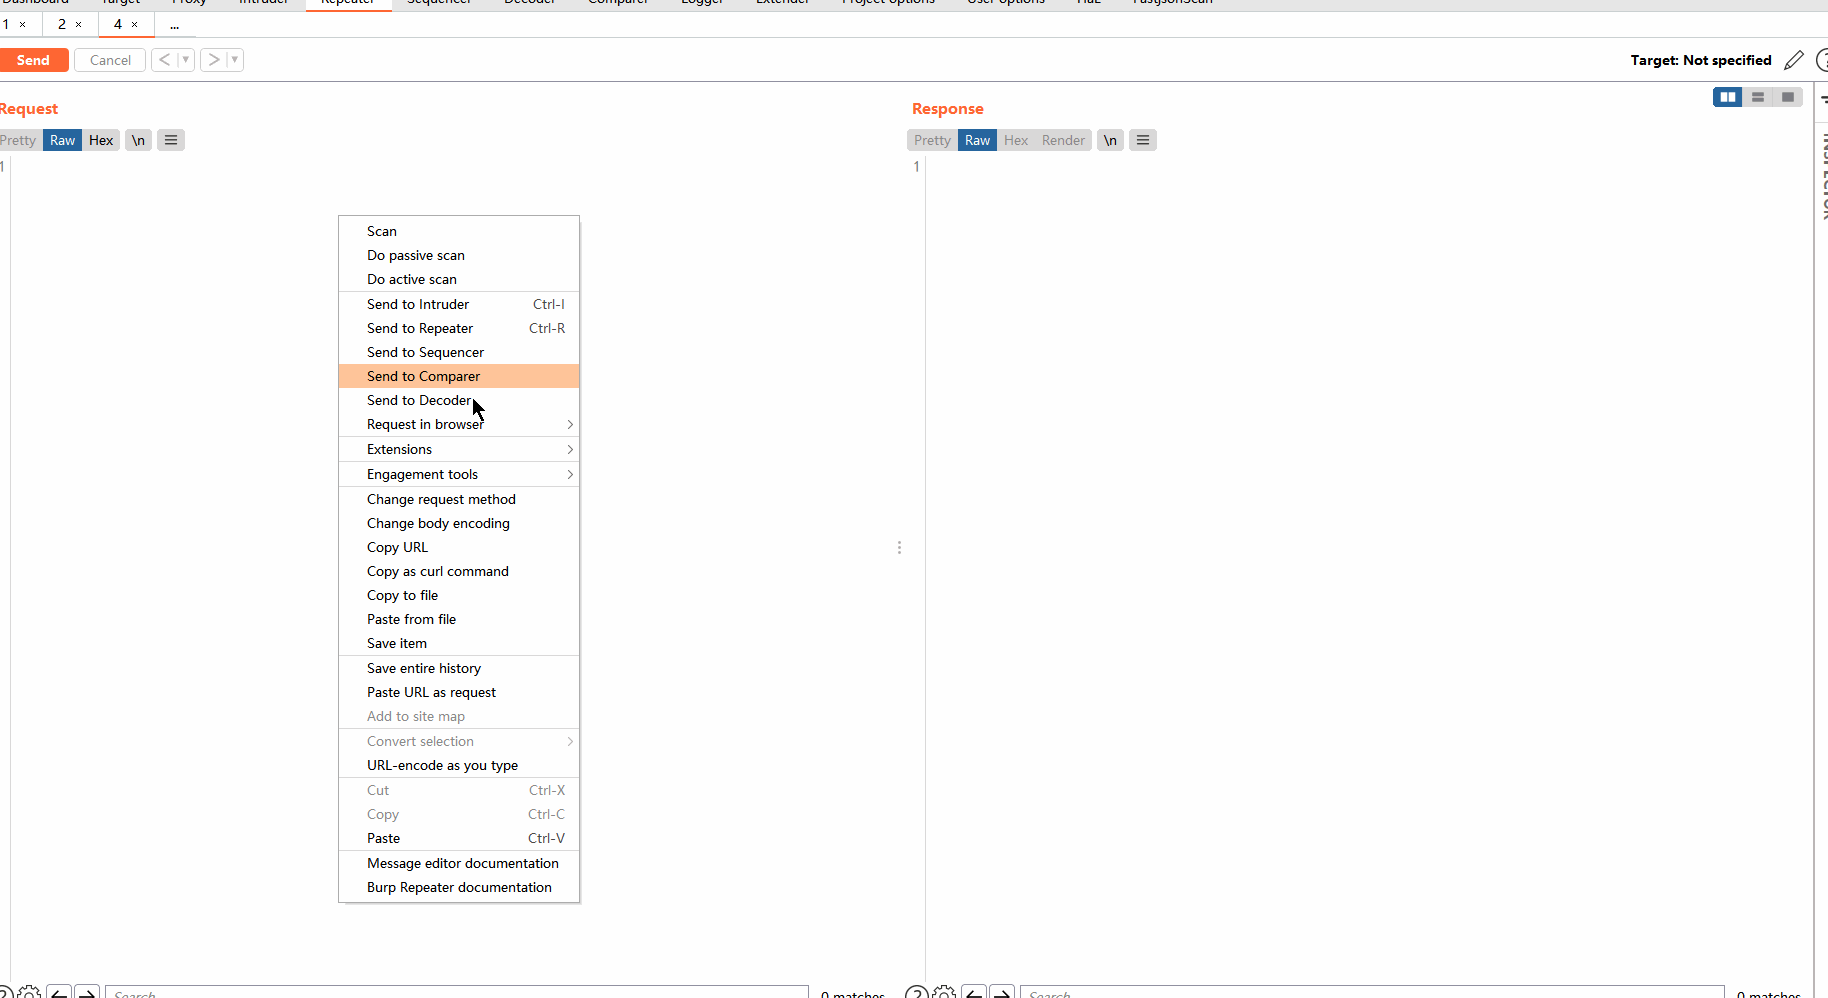 Dashboard Target Proxy Intruder Repeater Sequencer Decoder Comparer Logger Extender Project options User options HaE FastjsonScan
1 × 2 × 4 × ...
Send Cancel < ▼ > ▼ Target: Not specified
Request
Response
Pretty Raw Hex \n
Pretty Raw Hex Render \n
INSPECTOR
1
1
Scan
Do passive scan
Do active scan
Send to Intruder Ctrl-I
Send to Repeater Ctrl-R
Send to Sequencer
Send to Comparer
Send to Decoder
Request in browser
Extensions
Engagement tools
Change request method
Change body encoding
Copy URL
Copy as curl command
Copy to file
Paste from file
Save item
Save entire history
Paste URL as request
Add to site map
Convert selection
URL-encode as you type
Cut Ctrl-X
Copy Ctrl-C
Paste Ctrl-V
Message editor documentation
Burp Repeater documentation
Search... 0 matches
Search... 0 matches